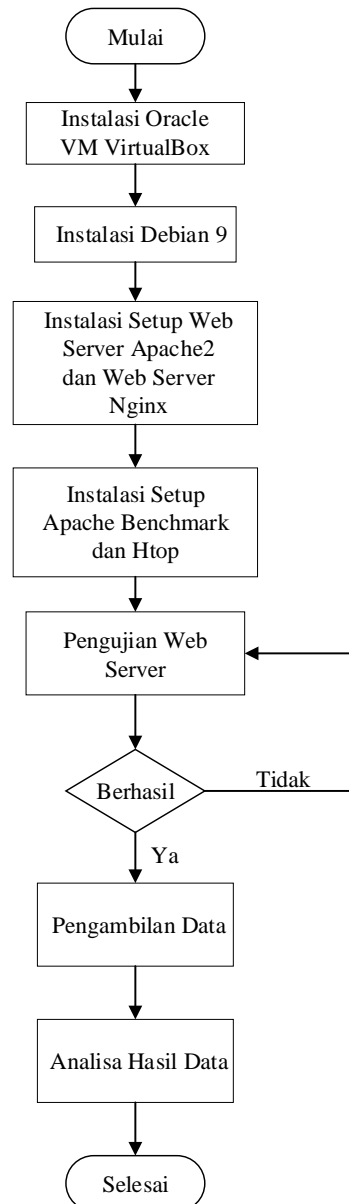 Mulai
Instalasi Oracle
VM VirtualBox
Instalasi Debian 9
Instalasi Setup Web
Server Apache2
dan Web Server
Nginx
Instalasi Setup
Apache Benchmark
dan Htop
Pengujian Web
Server
Berhasil
Tidak
Ya
Pengambilan Data
Analisa Hasil Data
Selesai